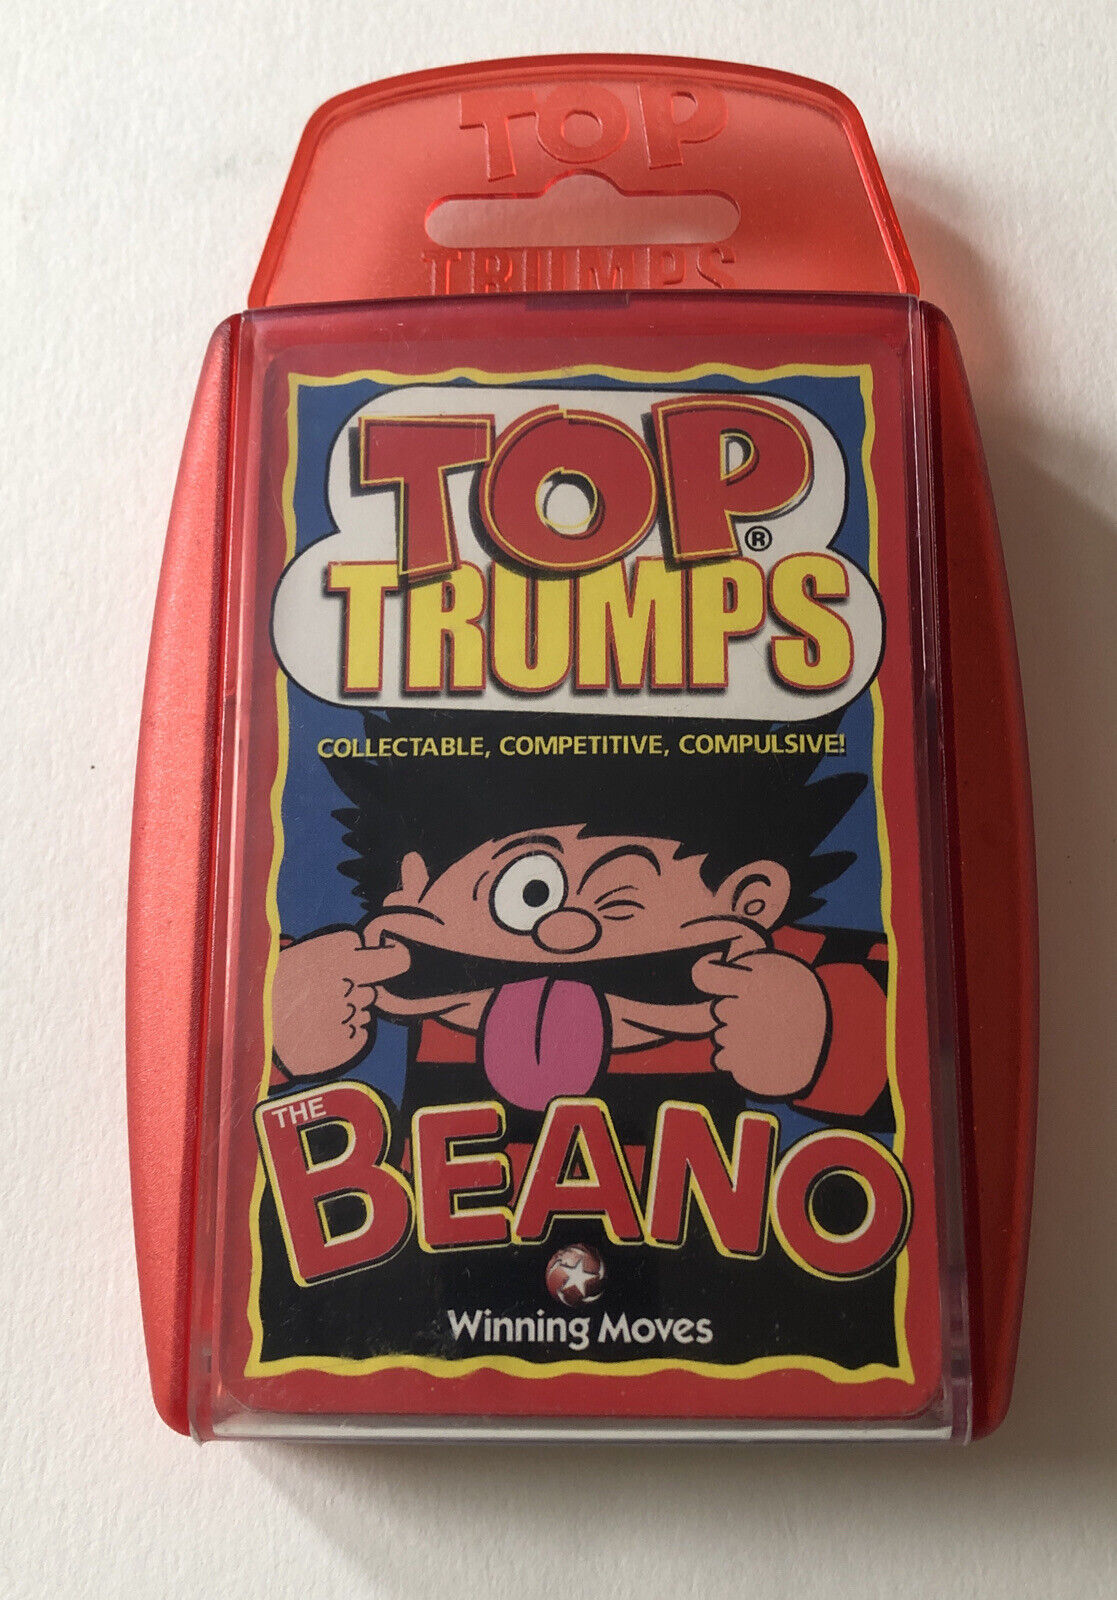 TOP
TRUMPS
TOP®
TRUMPS
COLLECTABLE, COMPETITIVE, COMPULSIVE!
THE
BEANO
Winning Moves